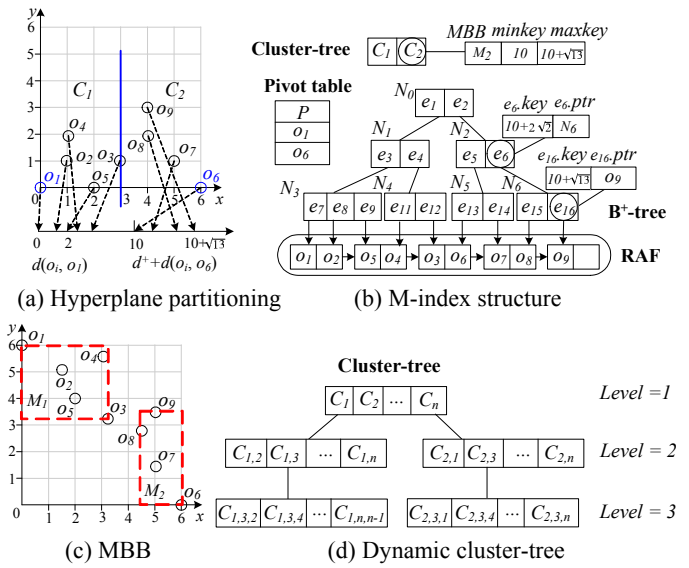 y
5
4
3
2
1
0
C₁ C₂
o₉
o₄
o₈
o₂ o₃ o₇
o₁ o₅ o₆
0 1 2 3 4 5 6 x
0 2 10 10+√13
d(oᵢ, o₁) d⁺+d(oᵢ, o₆)
(a) Hyperplane partitioning
MBB minkey maxkey
Cluster-tree C₁ C₂ M₂ 10 10+√13
Pivot table
P
o₁
o₆
N₀ e₁ e₂
e₆.key e₆.ptr
10+2√2 N₆
N₁ e₃ e₄ N₂ e₅ e₆
e₁₆.key e₁₆.ptr
10+√13 o₉
N₃ N₄ N₅ N₆
e₇ e₈ e₉ e₁₁ e₁₂ e₁₃ e₁₄ e₁₅ e₁₆
B⁺-tree
o₁ o₂ o₅ o₄ o₃ o₆ o₇ o₈ o₉
RAF
(b) M-index structure
y
6
5
4
3
2
1
0
o₁
o₄
o₂
M₁ o₅ o₃ o₉
o₈
o₇
M₂ o₆
0 1 2 3 4 5 6 x
(c) MBB
Cluster-tree
C₁ C₂ ... Cₙ Level =1
C₁,₂ C₁,₃ ... C₁,ₙ C₂,₁ C₂,₃ ... C₂,ₙ Level = 2
C₁,₃,₂ C₁,₃,₄ ... C₁,ₙ,ₙ₋₁ C₂,₃,₁ C₂,₃,₄ ... C₂,₃,ₙ Level = 3
(d) Dynamic cluster-tree